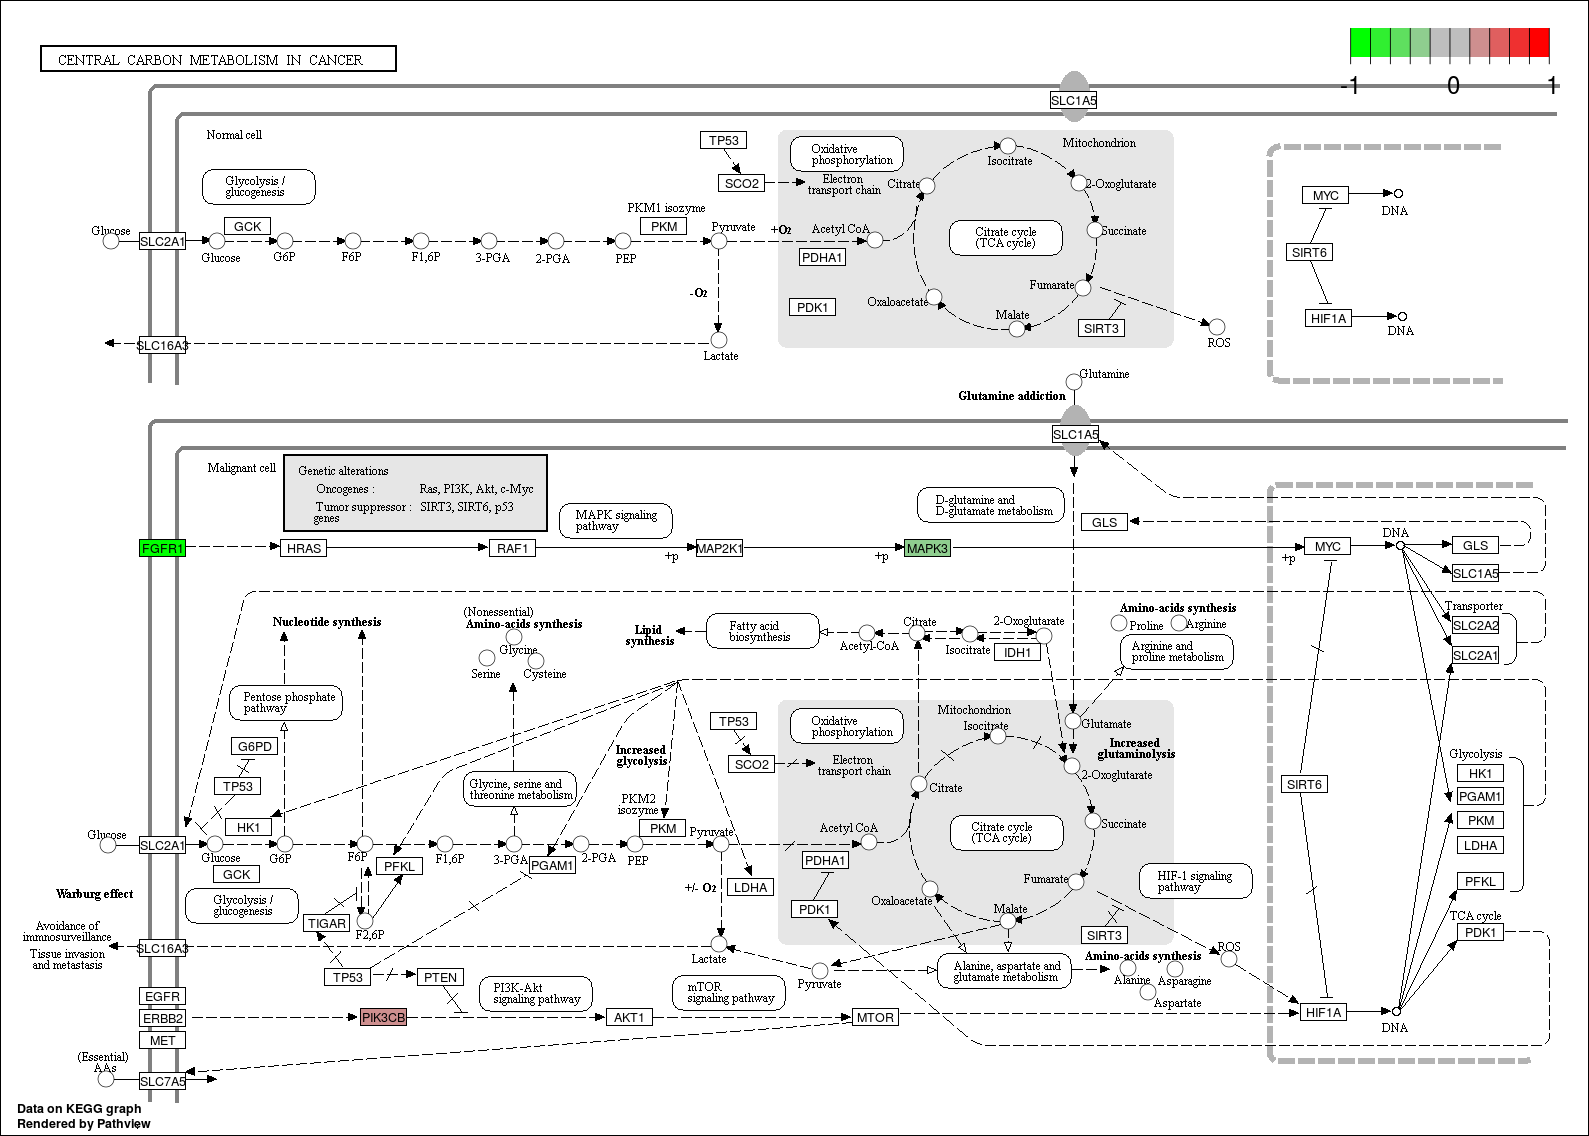 CENTRAL CARBON METABOLISM IN CANCER
-1 0 1
SLC1A5
Normal cell
Glycolysis /
glucogenesis
TP53
SCO2
Oxidative
phosphorylation
Electron
transport chain
Mitochondrion
Isocitrate
Citrate
2-Oxoglutarate
Citrate cycle
(TCA cycle)
Succinate
Fumarate
Malate
Oxaloacetate
SIRT3
ROS
Glucose
SLC2A1
GCK
Glucose
G6P
F6P
F1,6P
3-PGA
2-PGA
PEP
PKM1 isozyme
PKM
Pyruvate
+O2
Acetyl CoA
PDHA1
PDK1
-O2
SLC16A3
Lactate
MYC
DNA
SIRT6
HIF1A
DNA
Glutamine
Glutamine addiction
SLC1A5
Malignant cell
Genetic alterations
Oncogenes : Ras, PI3K, Akt, c-Myc
Tumor suppressor : SIRT3, SIRT6, p53
genes
MAPK signaling
pathway
D-glutamine and
D-glutamate metabolism
GLS
FGFR1
HRAS
RAF1
+p
MAP2K1
+p
MAPK3
+p
MYC
DNA
GLS
SLC1A5
Transporter
SLC2A2
SLC2A1
Nucleotide synthesis
(Nonessential)
Amino-acids synthesis
Glycine
Serine
Cysteine
Lipid
synthesis
Fatty acid
biosynthesis
Acetyl-CoA
Citrate
Isocitrate
2-Oxoglutarate
IDH1
Amino-acids synthesis
Proline
Arginine
Arginine and
proline metabolism
Pentose phosphate
pathway
G6PD
TP53
HK1
Increased
glycolysis
Glycine, serine and
threonine metabolism
PKM2
isozyme
PKM
TP53
SCO2
Oxidative
phosphorylation
Electron
transport chain
Mitochondrion
Isocitrate
Glutamate
Increased
glutaminolysis
2-Oxoglutarate
Citrate
Citrate cycle
(TCA cycle)
Succinate
Fumarate
Malate
Oxaloacetate
Acetyl CoA
PDHA1
PDK1
SIRT3
HIF-1 signaling
pathway
ROS
SIRT6
Glycolysis
HK1
PGAM1
PKM
LDHA
PFKL
TCA cycle
PDK1
Glucose
SLC2A1
Glucose
GCK
G6P
F6P
PFKL
F1,6P
3-PGA
PGAM1
2-PGA
PEP
Pyruvate
LDHA
+/- O2
Warburg effect
Glycolysis /
glucogenesis
TIGAR
F2,6P
Avoidance of
immnosurveillance
Tissue invasion
and metastasis
SLC16A3
Lactate
Pyruvate
Alanine, aspartate and
glutamate metabolism
Amino-acids synthesis
Alanine
Asparagine
Aspartate
TP53
PTEN
PI3K-Akt
signaling pathway
mTOR
signaling pathway
EGFR
ERBB2
MET
PIK3CB
AKT1
MTOR
HIF1A
DNA
(Essential)
AAs
SLC7A5
Data on KEGG graph
Rendered by Pathview